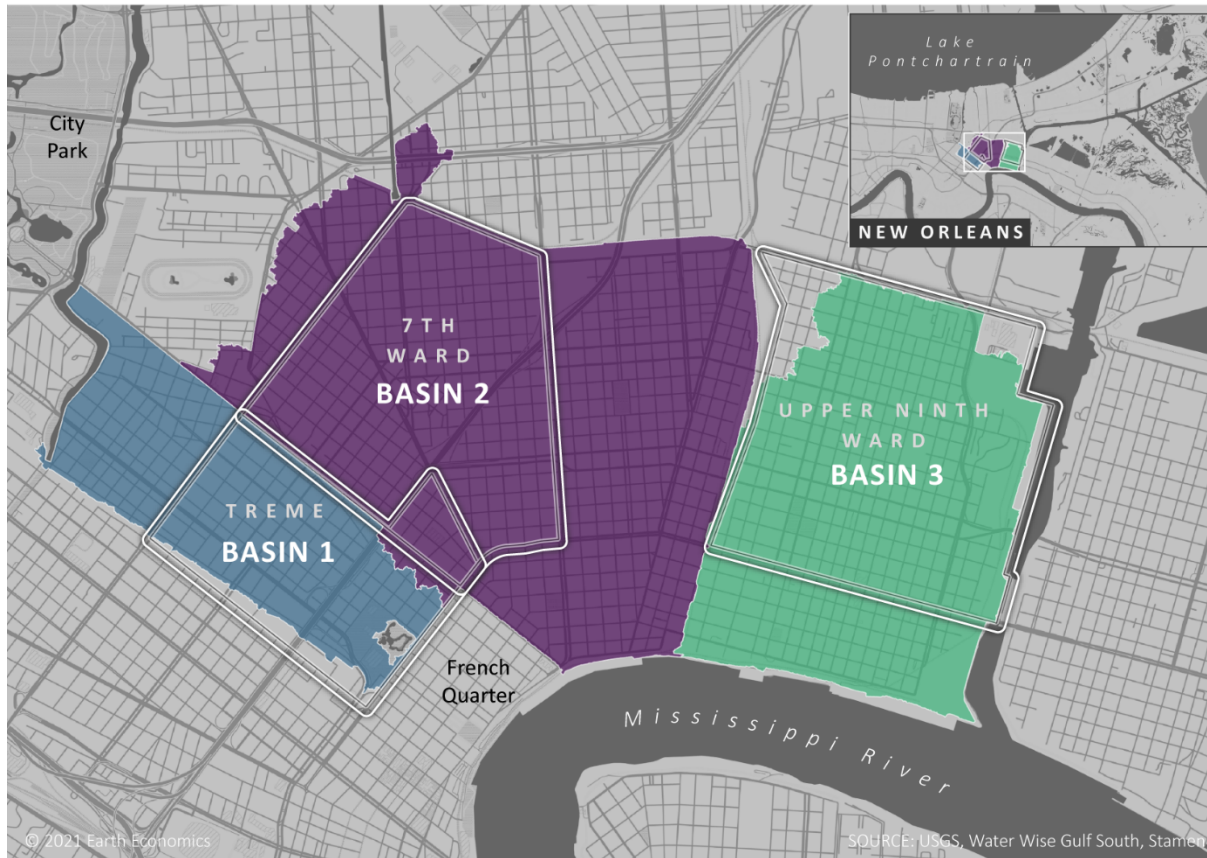 City
Park
Lake
Pontchartrain
NEW ORLEANS
7TH
WARD
BASIN 2
UPPER NINTH
WARD
BASIN 3
TREME
BASIN 1
French
Quarter
Mississippi River
© 2021 Earth Economics
SOURCE: USGS, Water Wise Gulf South, Stamen